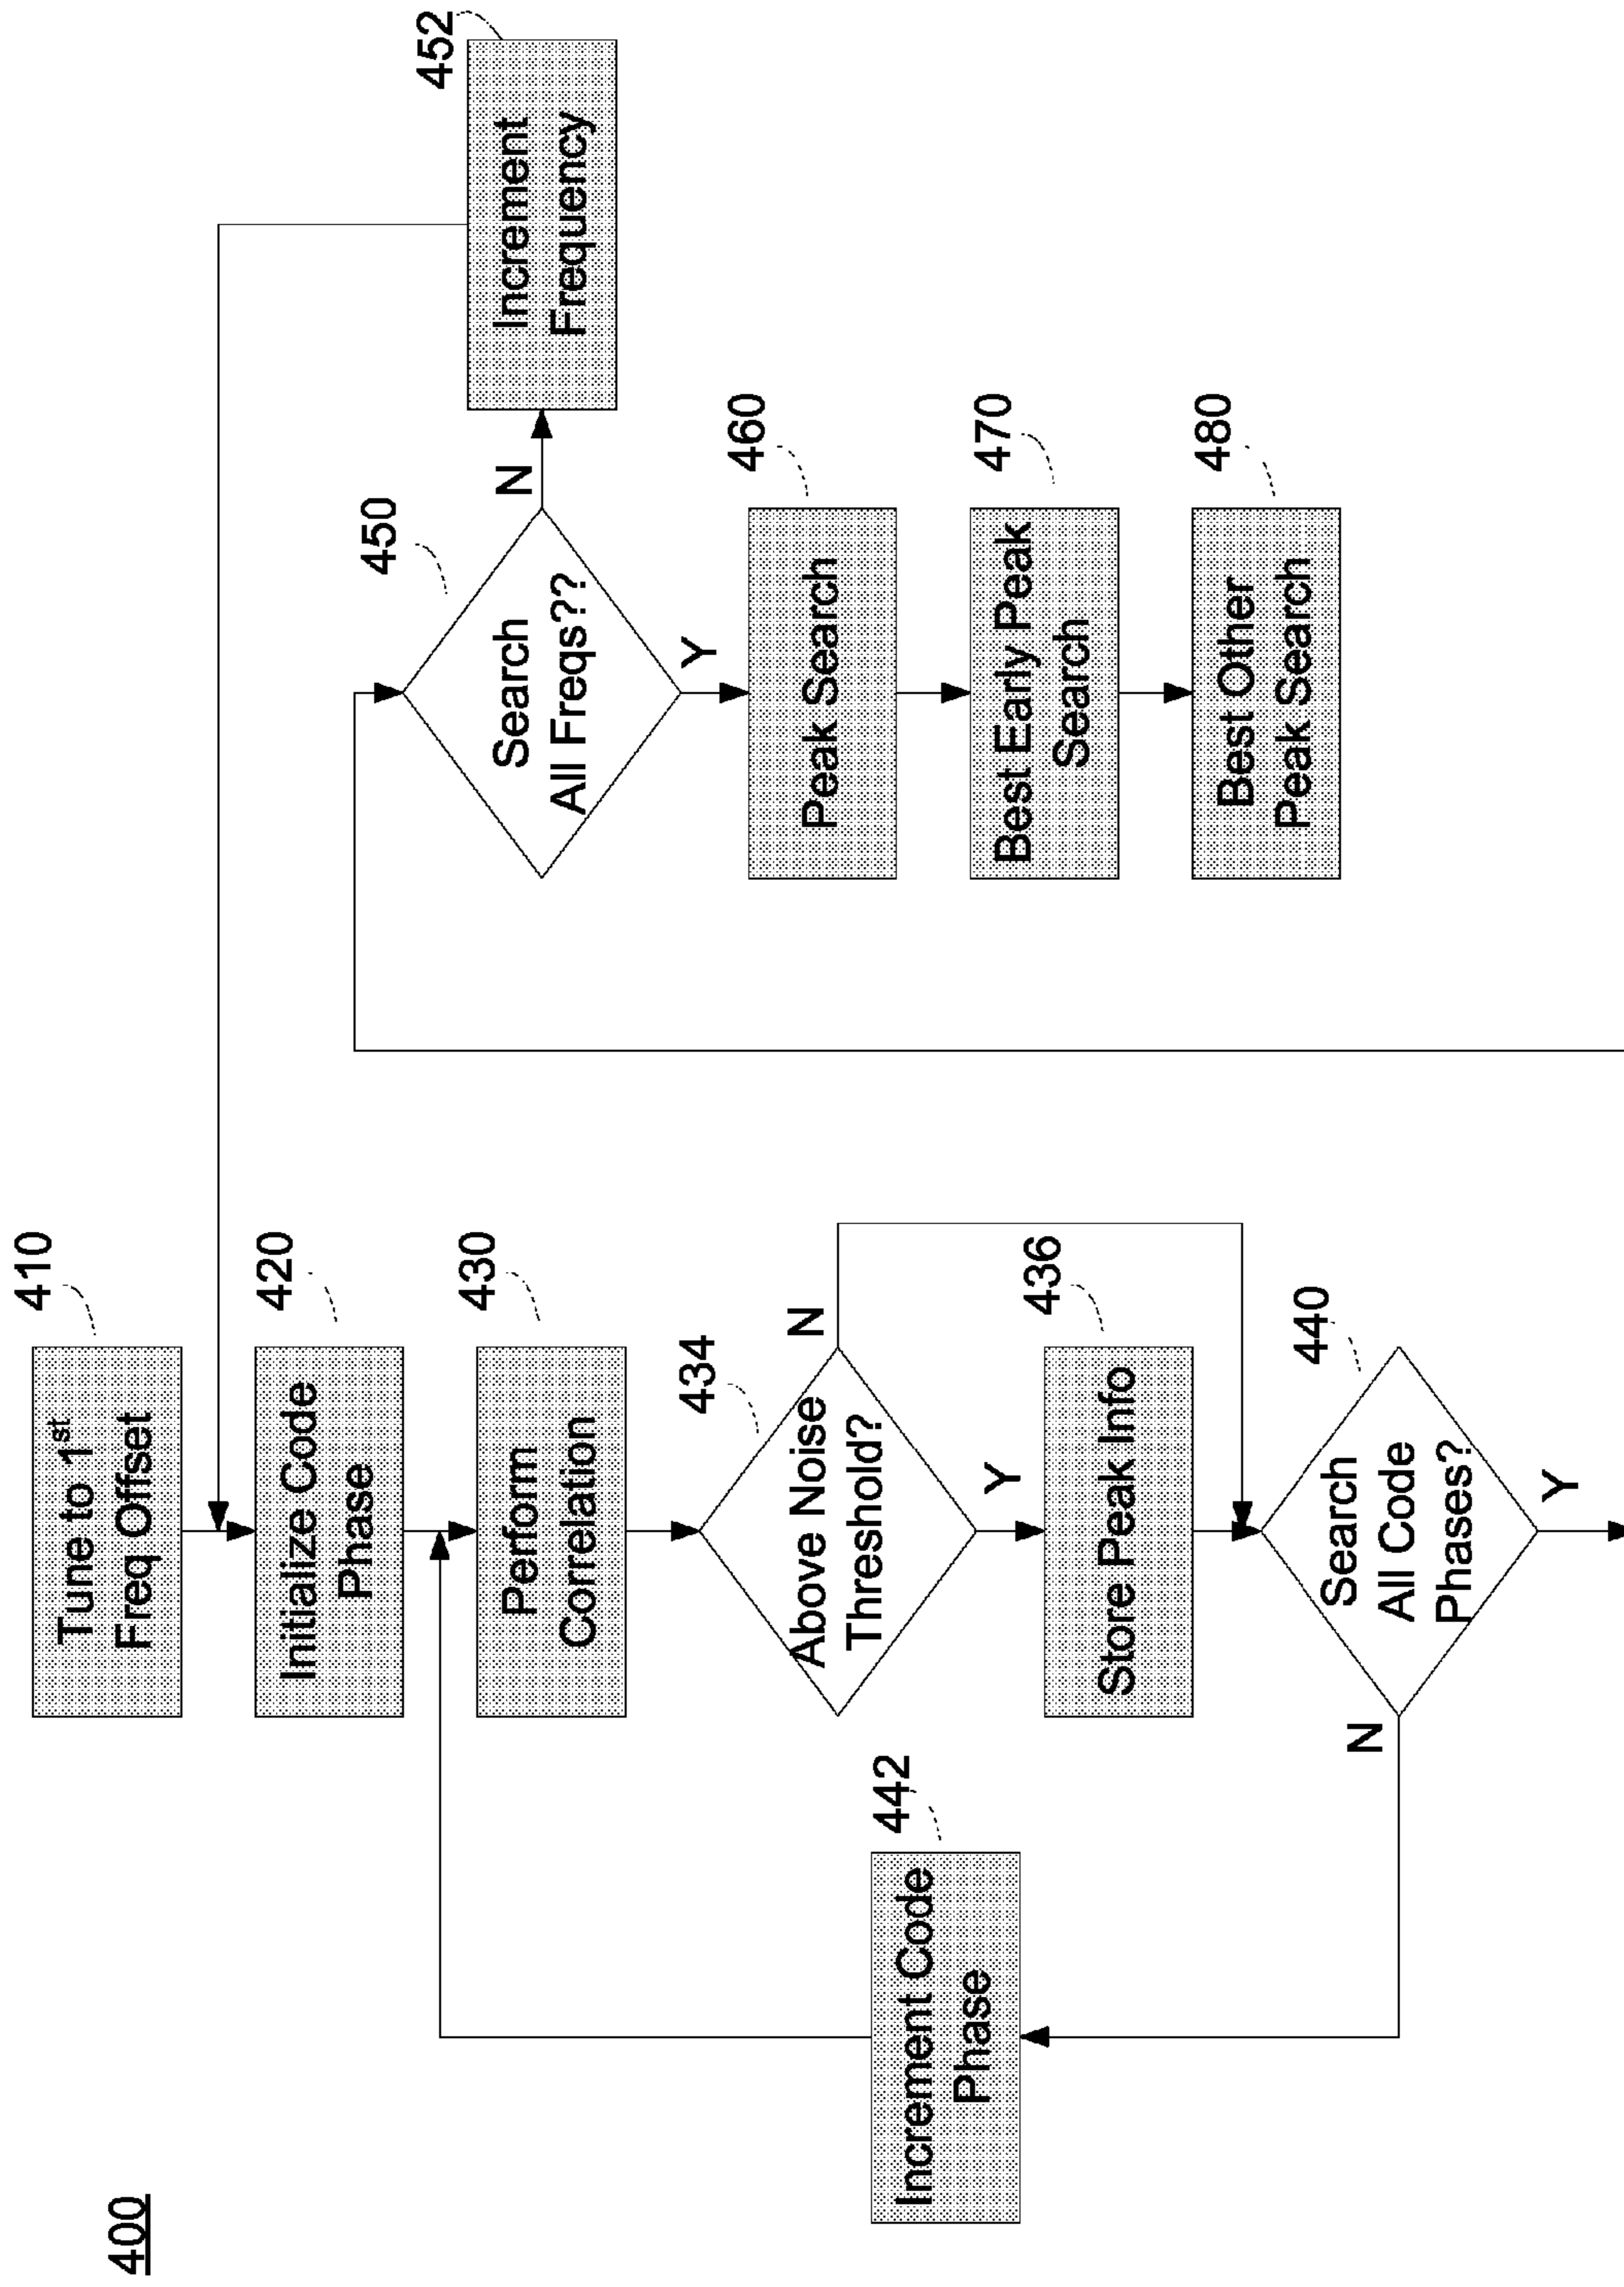 400
410
Tune to 1st
Freq Offset
420
Initialize Code
Phase
430
Perform
Correlation
434
Above Noise
Threshold?
N
Y
436
Store Peak Info
440
Search
All Code
Phases?
N
Y
442
Increment Code
Phase
450
Search
All Freqs??
N
Y
452
Increment
Frequency
460
Peak Search
470
Best Early Peak
Search
480
Best Other
Peak Search